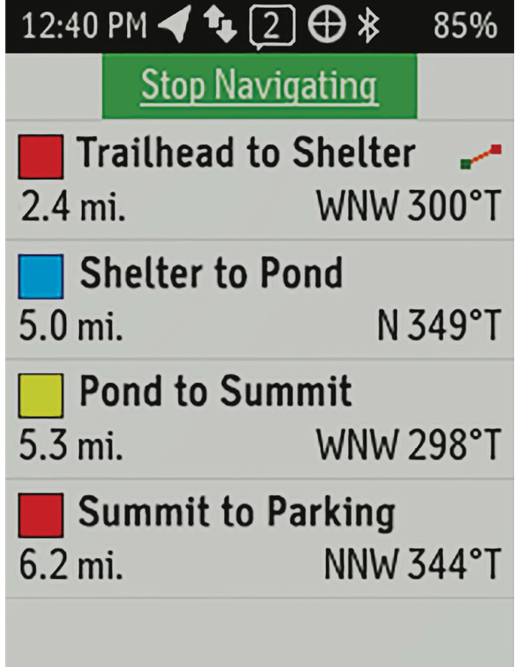 12:40 PM 2 85%
Stop Navigating
Trailhead to Shelter
2.4 mi. WNW 300°T
Shelter to Pond
5.0 mi. N 349°T
Pond to Summit
5.3 mi. WNW 298°T
Summit to Parking
6.2 mi. NNW 344°T